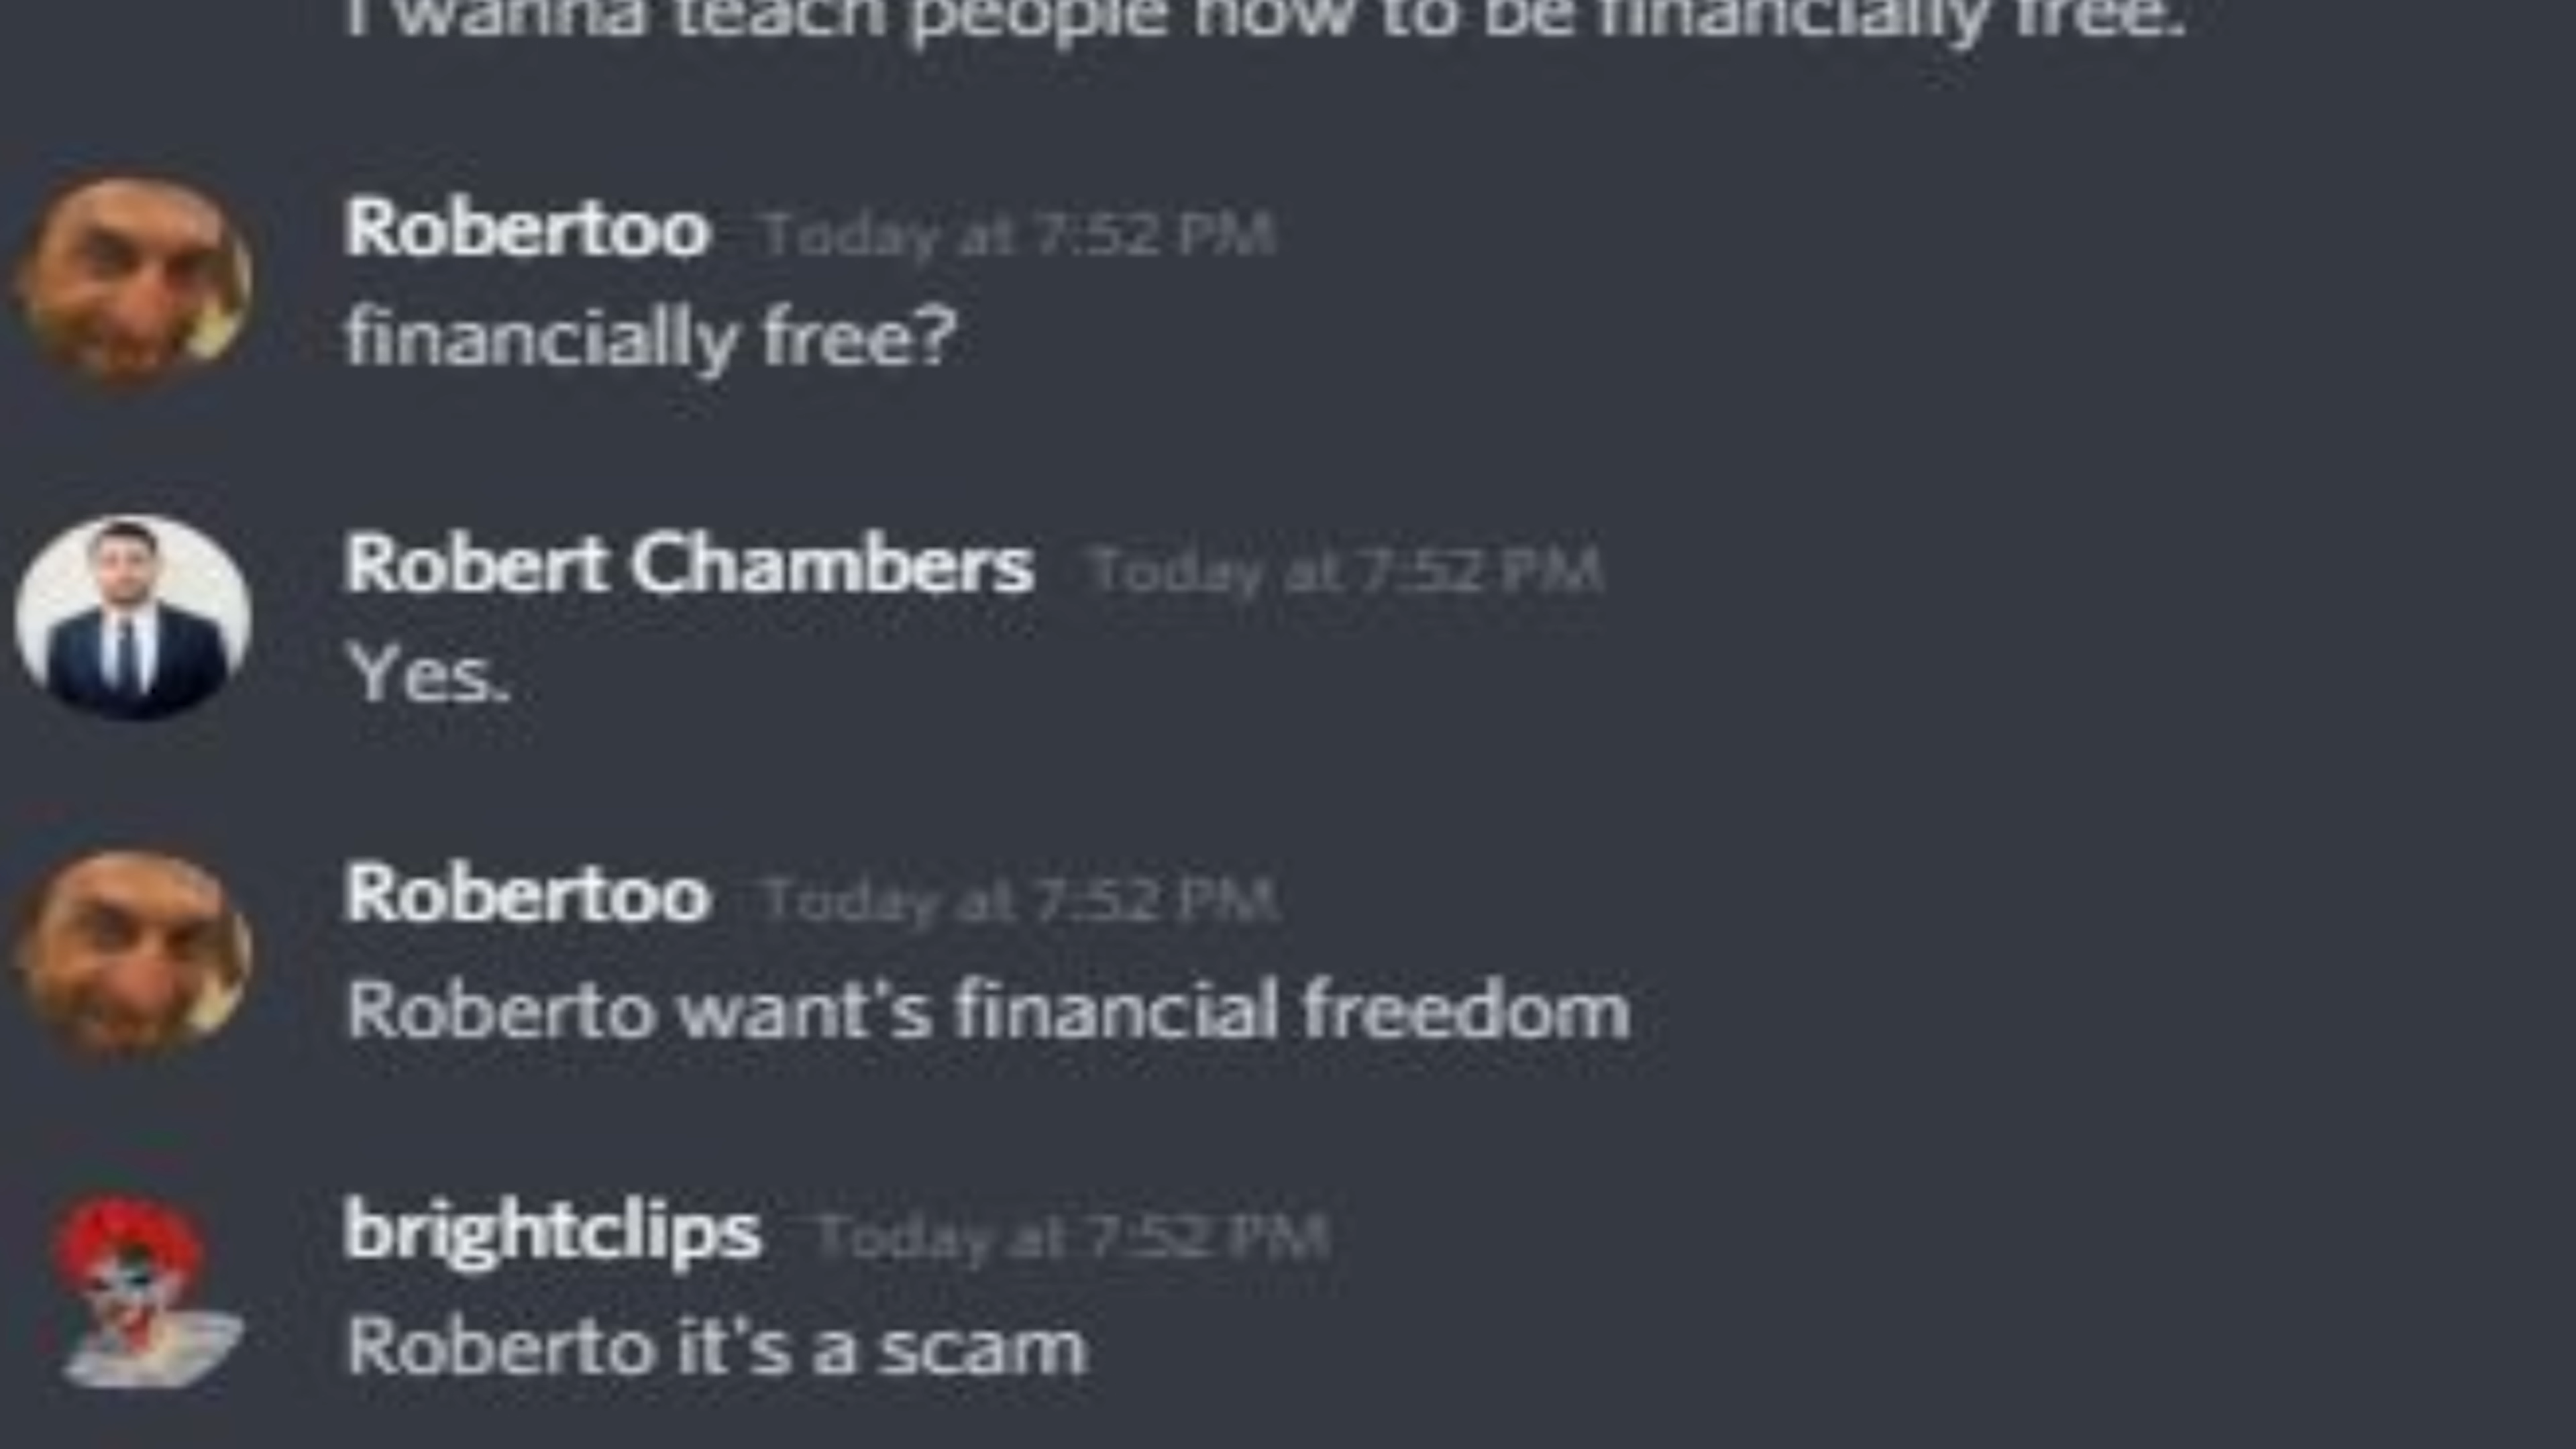 I wanna teach people how to be financially free.
Robertoo Today at 7:52 PM
financially free?
Robert Chambers Today at 7:52 PM
Yes.
Robertoo Today at 7:52 PM
Roberto want's financial freedom
brightclips Today at 7:52 PM
Roberto it's a scam